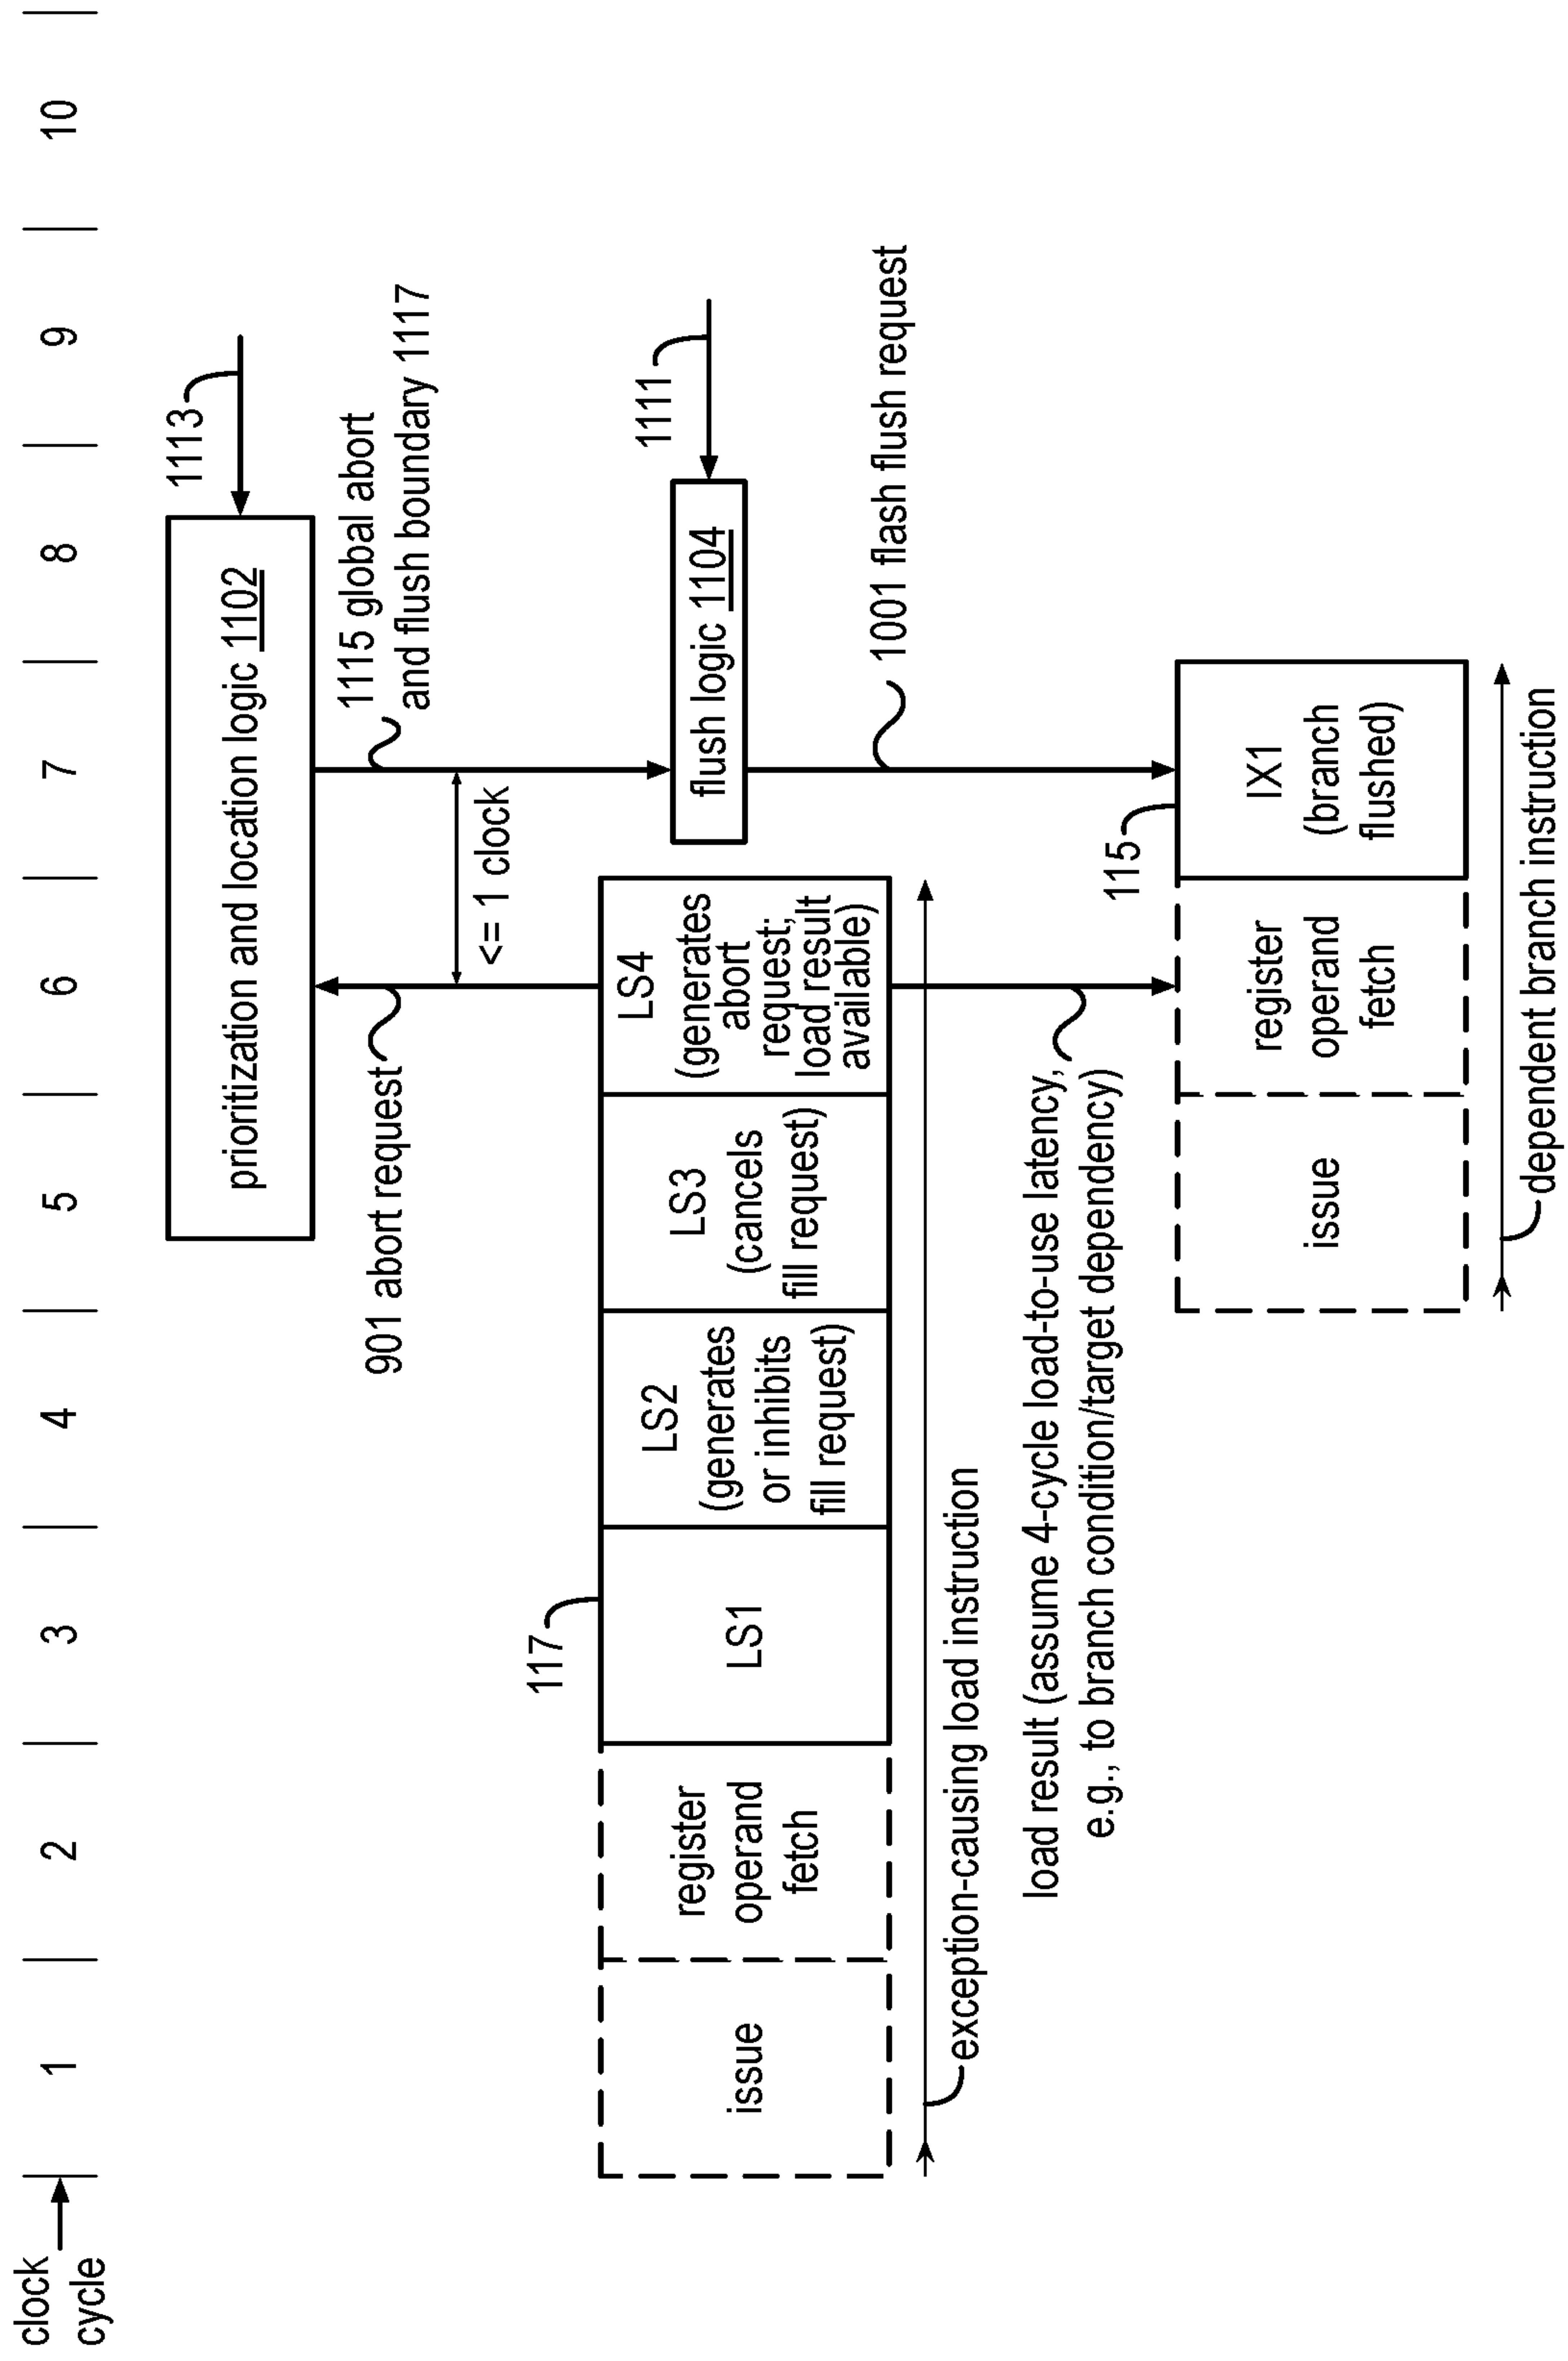 clock
cycle
1
2
3
4
5
6
7
8
9
10
prioritization and location logic 1102
1113
901 abort request
1115 global abort
and flush boundary 1117
<= 1 clock
117
issue
register
operand
fetch
LS1
LS2
(generates
or inhibits
fill request)
LS3
(cancels
fill request)
LS4
(generates
abort
request;
load result
available)
flush logic 1104
1111
exception-causing load instruction
1001 flash flush request
load result (assume 4-cycle load-to-use latency,
e.g., to branch condition/target dependency)
115
issue
register
operand
fetch
IX1
(branch
flushed)
dependent branch instruction